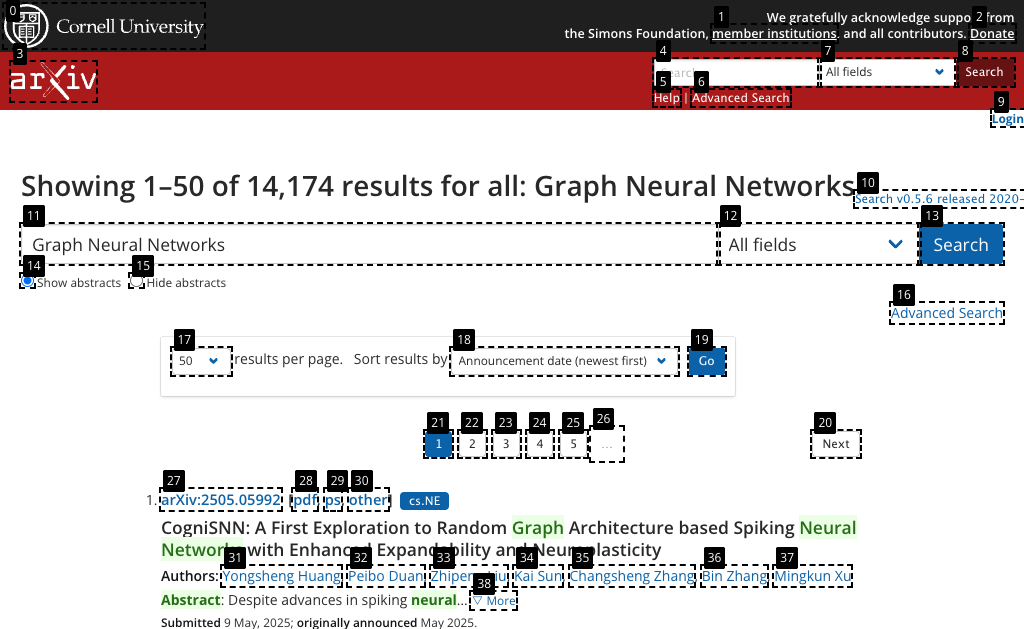 0
Cornell University
1
2
We gratefully acknowledge suppo from
the Simons Foundation, member institutions, and all contributors. Donate
3
arXiv
4
Search...
7
All fields
8
Search
5
Help
|
6
Advanced Search
9
Login
Showing 1–50 of 14,174 results for all: Graph Neural Networks
10
Search v0.5.6 released 2020-
11
Graph Neural Networks
12
All fields
13
Search
14
Show abstracts
15
Hide abstracts
16
Advanced Search
17
50
results per page.
Sort results by
18
Announcement date (newest first)
19
Go
21
1
22
2
23
3
24
4
25
5
26
...
20
Next
27 28 29 30
1. arXiv:2505.05992 [pdf, ps, other] cs.NE
CogniSNN: A First Exploration to Random Graph Architecture based Spiking Neural
Networks with Enhanced Expandability and Neuroplasticity
31 32 33 34 35 36 37
Authors: Yongsheng Huang, Peibo Duan, Zhipeng Liu, Kai Sun, Changsheng Zhang, Bin Zhang, Mingkun Xu
38
Abstract: Despite advances in spiking neural… ▽ More
Submitted 9 May, 2025; originally announced May 2025.